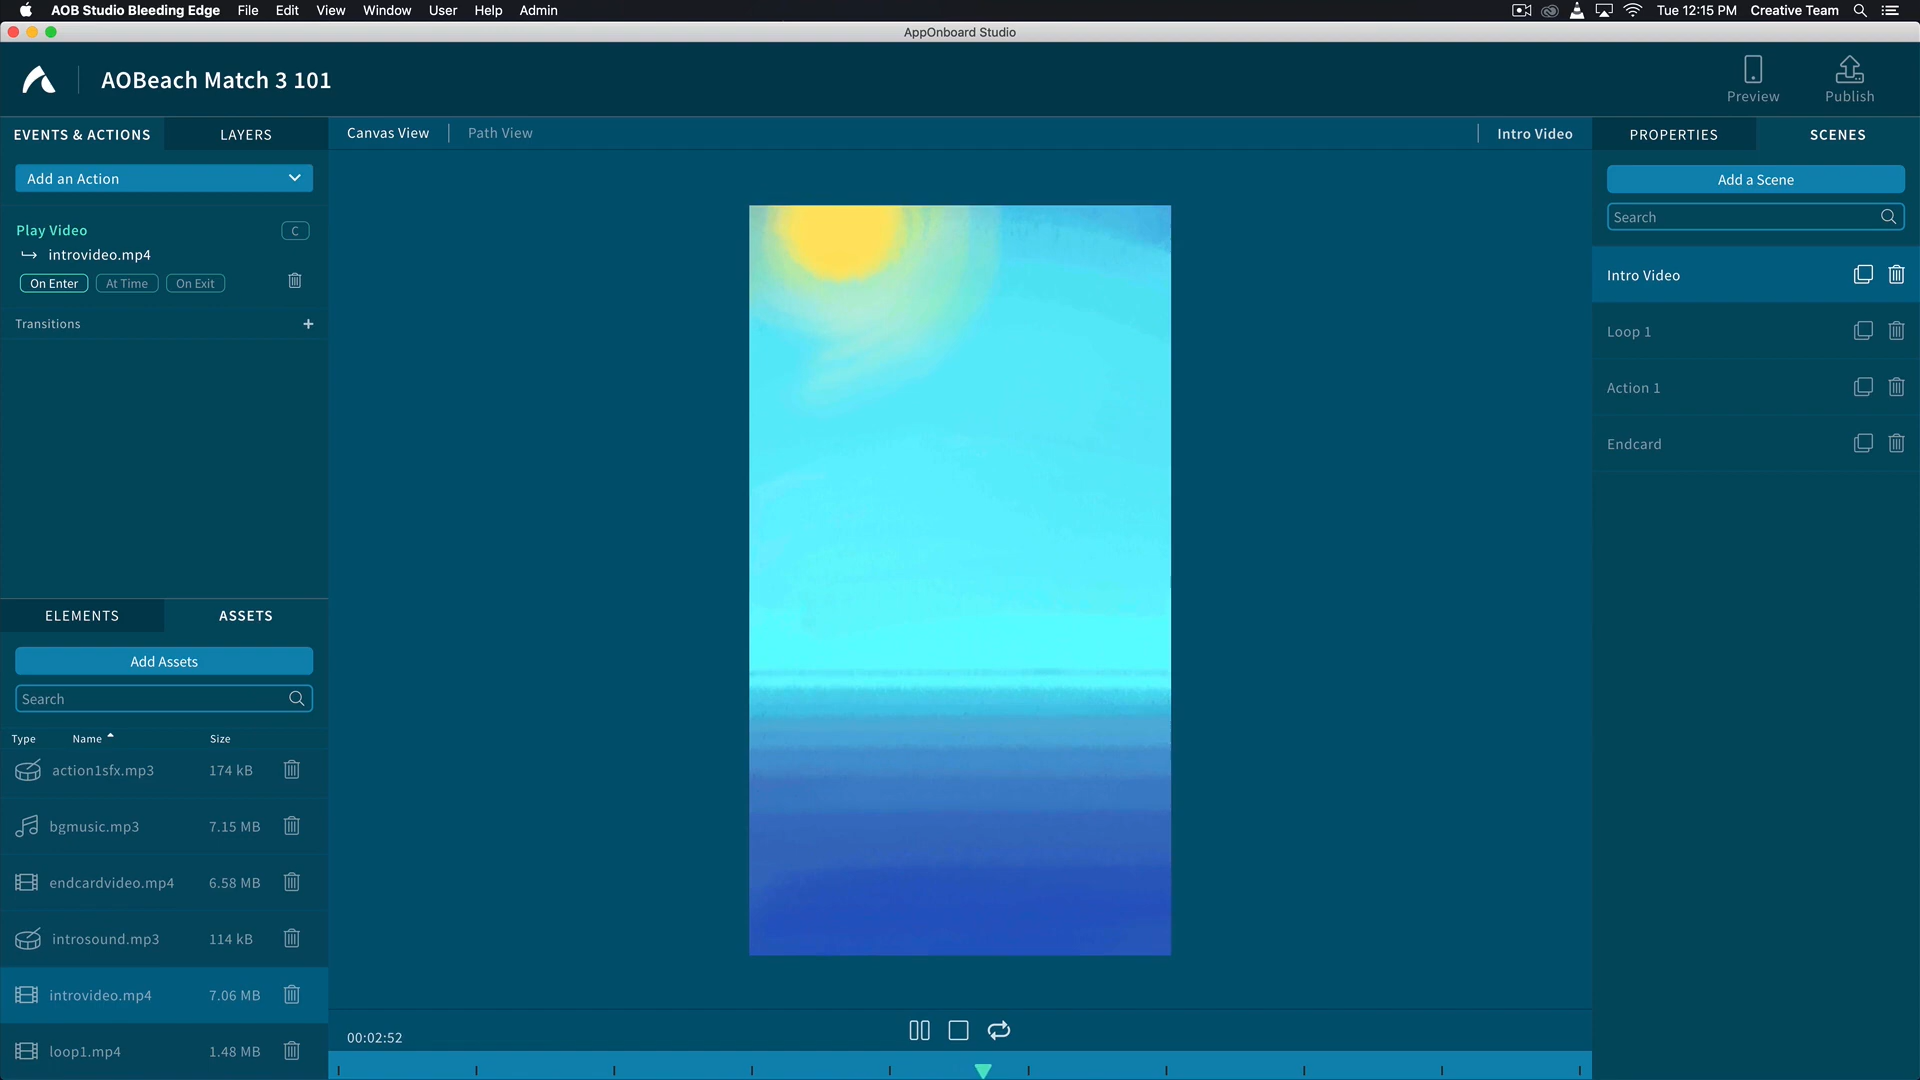 AOB Studio Bleeding Edge File Edit View Window User Help Admin Tue 12:15 PM Creative Team
AppOnboard Studio
AOBeach Match 3 101
Preview
Publish
EVENTS & ACTIONS
LAYERS
Canvas View
Path View
Intro Video
PROPERTIES
SCENES
Add an Action
Play Video
C
introvideo.mp4
On Enter
At Time
On Exit
Transitions
+
Add a Scene
Search
Intro Video
Loop 1
Action 1
Endcard
ELEMENTS
ASSETS
Add Assets
Search
Type Name Size
action1sfx.mp3 174 kB
bgmusic.mp3 7.15 MB
endcardvideo.mp4 6.58 MB
introsound.mp3 114 kB
introvideo.mp4 7.06 MB
loop1.mp4 1.48 MB
00:02:52